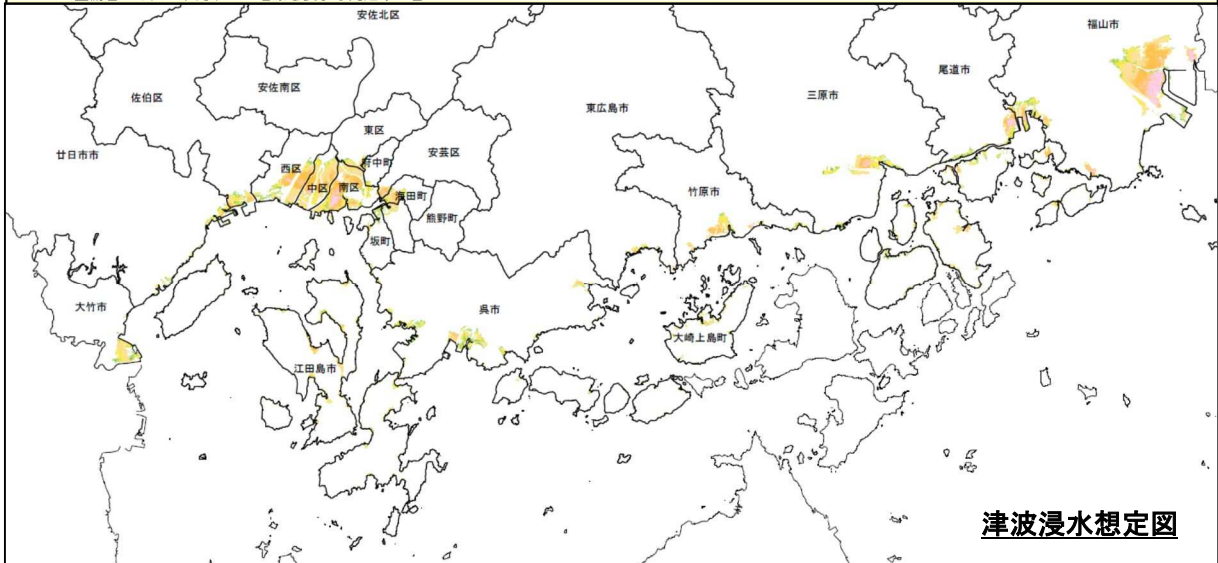 安佐北区
福山市
尾道市
佐伯区
安佐南区
三原市
東広島市
東区
安芸区
廿日市市
府中町
西区
中区
南区
海田町
竹原市
熊野町
坂町
大竹市
呉市
大崎上島町
江田島市
津波浸水想定図